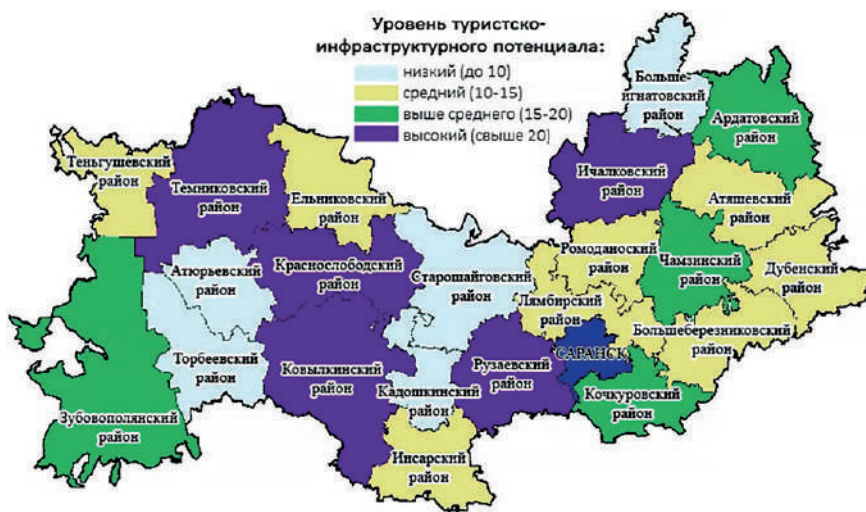 Уровень туристско-
инфраструктурного потенциала:
низкий (до 10)
средний (10-15)
выше среднего (15-20)
высокий (свыше 20)
Больше-
игнатовский
район
Ардатовский
район
Теньгушевский
район
Темниковский
район
Ельниковский
район
Ичалковский
район
Атяшевский
район
Атюрьевский
район
Краснослободский
район
Старошайговский
район
Ромоданоский
район
Чамзинский
район
Дубенский
район
Лямбирский
район
Большеберезниковский
район
Торбеевский
район
Ковылкинский
район
Кадошкинский
район
Рузаевский
район
САРАНСК
Кочкуровский
район
Зубовополянский
район
Инсарский
район